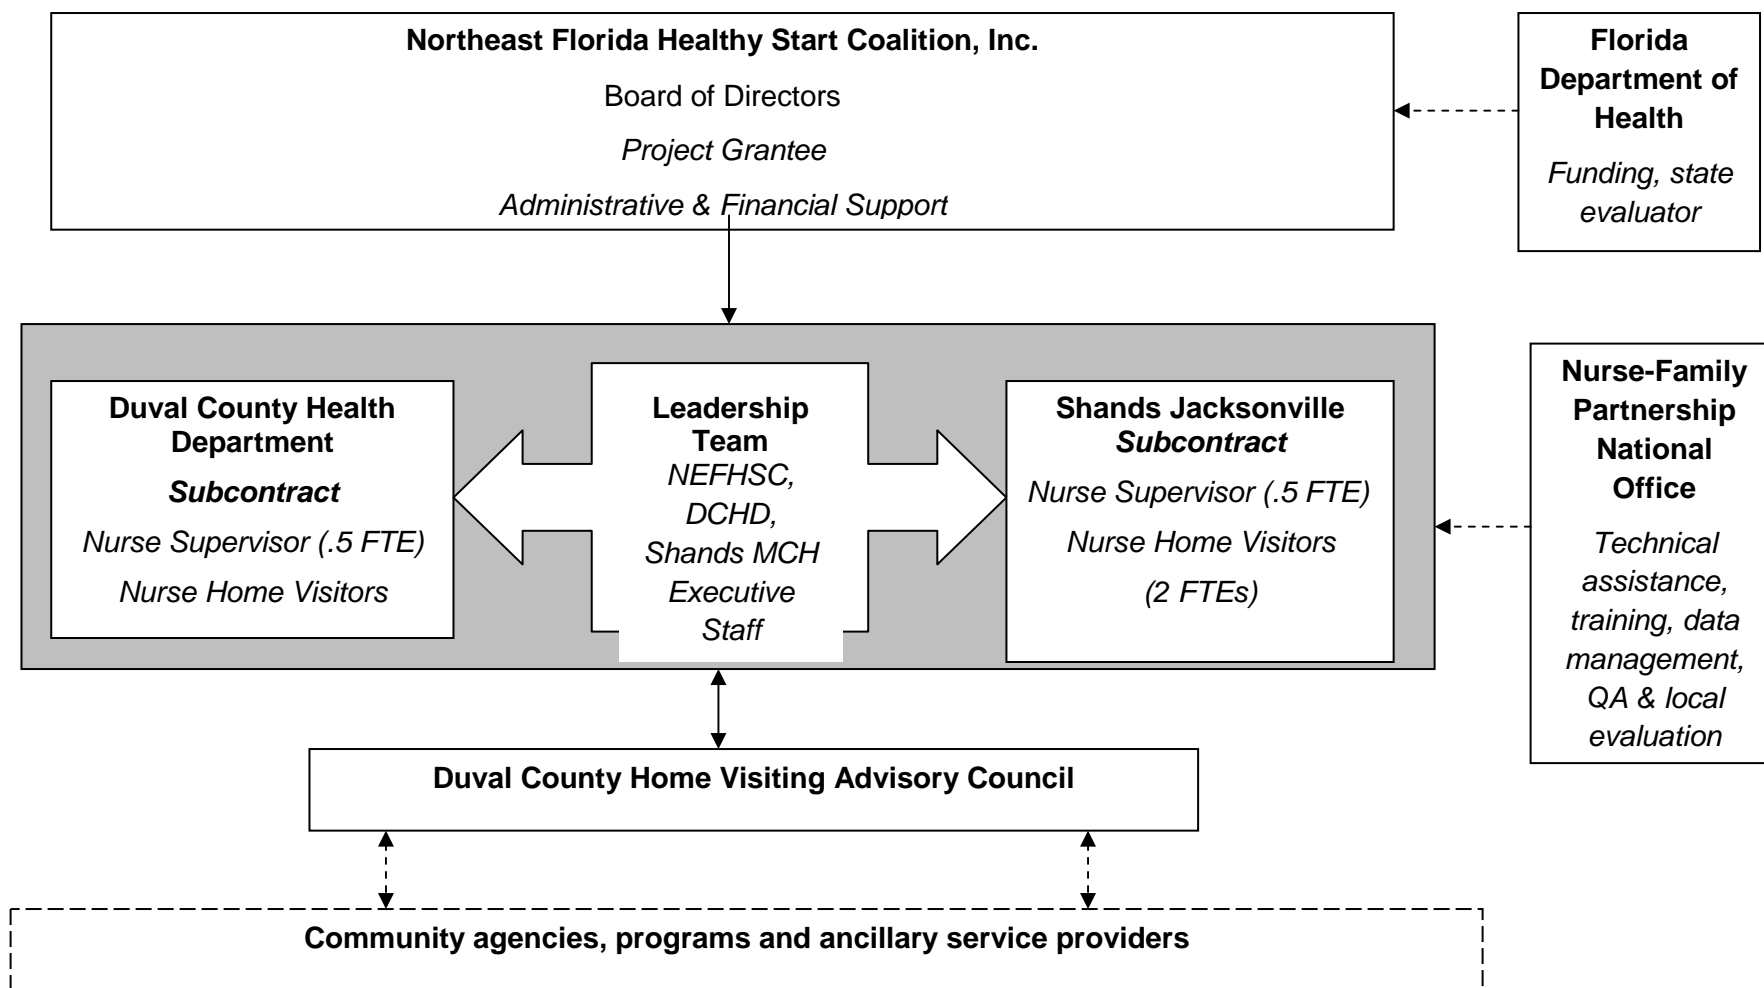 Northeast Florida Healthy Start Coalition, Inc.
Board of Directors
Project Grantee
Administrative & Financial Support
Florida
Department of
Health
Funding, state
evaluator
Duval County Health
Department
Subcontract
Nurse Supervisor (.5 FTE)
Nurse Home Visitors
Leadership
Team
NEFHSC,
DCHD,
Shands MCH
Executive
Staff
Shands Jacksonville
Subcontract
Nurse Supervisor (.5 FTE)
Nurse Home Visitors
(2 FTEs)
Nurse-Family
Partnership
National
Office
Technical
assistance,
training, data
management,
QA & local
evaluation
Duval County Home Visiting Advisory Council
Community agencies, programs and ancillary service providers